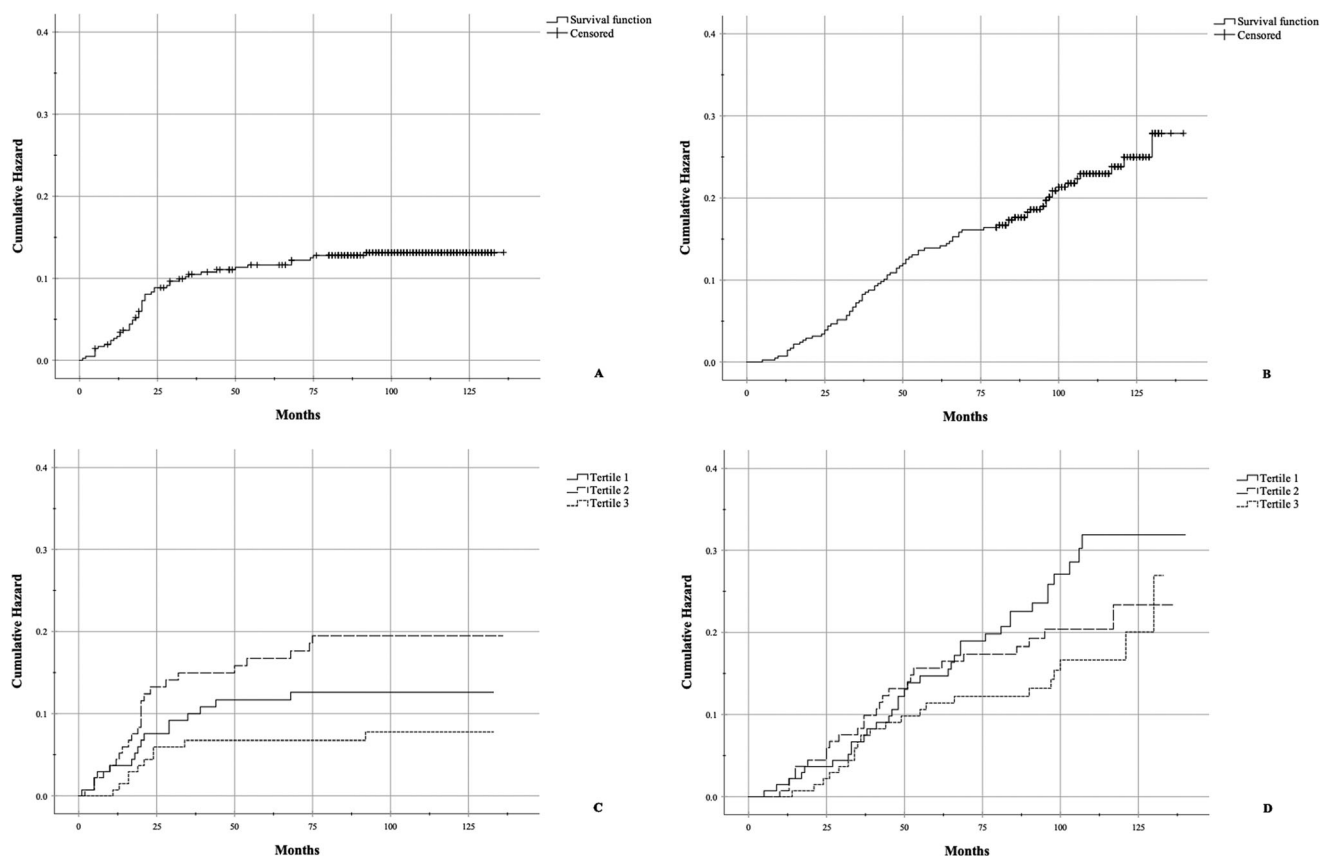 Survival function
Censored
0.4
0.3
0.2
0.1
0.0
Cumulative Hazard
0
25
50
75
100
125
Months
A
Survival function
Censored
0.4
0.3
0.2
0.1
0.0
Cumulative Hazard
0
25
50
75
100
125
Months
B
Tertile 1
Tertile 2
Tertile 3
0.4
0.3
0.2
0.1
0.0
Cumulative Hazard
0
25
50
75
100
125
Months
C
Tertile 1
Tertile 2
Tertile 3
0.4
0.3
0.2
0.1
0.0
Cumulative Hazard
0
25
50
75
100
125
Months
D